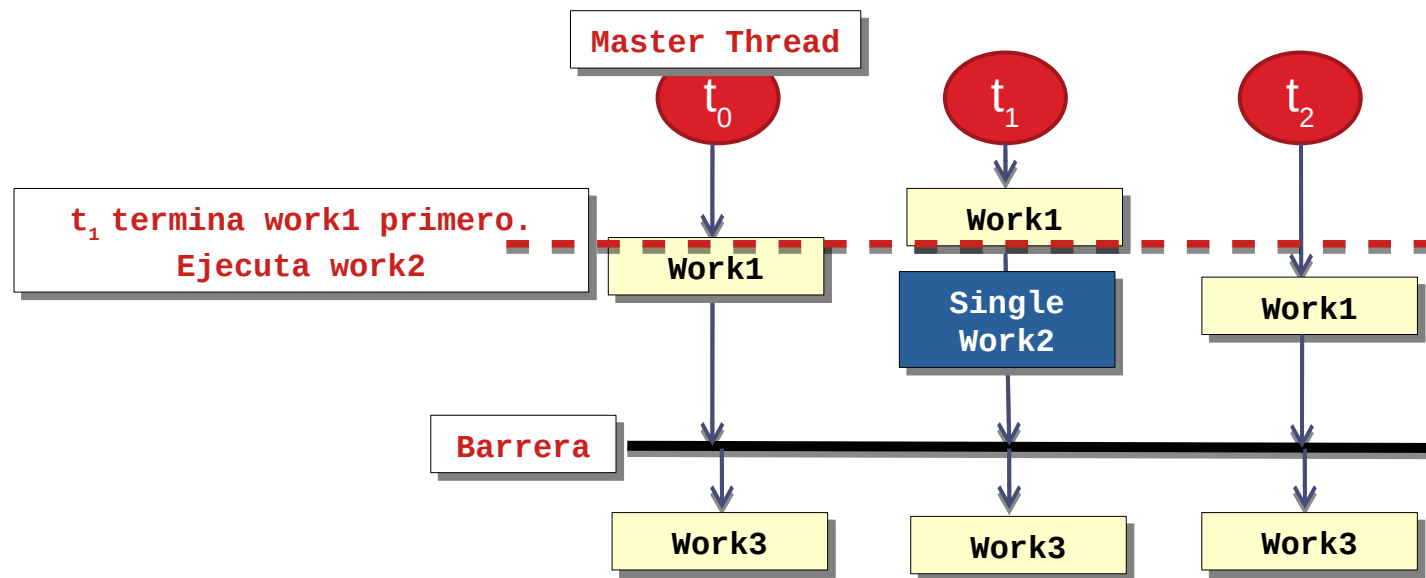 Master Thread
t0
t1
t2
t1 termina work1 primero.
Ejecuta work2
Work1
Work1
Work1
Single
Work2
Barrera
Work3
Work3
Work3